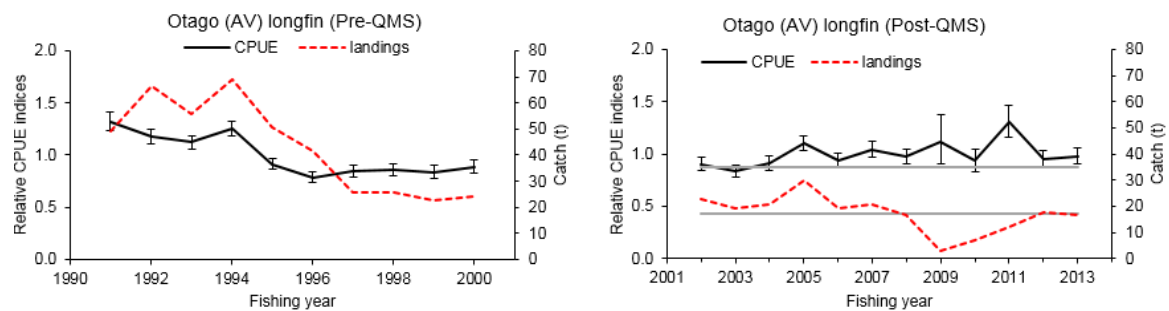 Otago (AV) longfin (Pre-QMS)
CPUE landings
2.0
1.5
1.0
0.5
0.0
Relative CPUE indices
80
70
60
50
40
30
20
10
0
Catch (t)
1990 1992 1994 1996 1998 2000
Fishing year
Otago (AV) longfin (Post-QMS)
CPUE landings
2.0
1.5
1.0
0.5
0.0
Relative CPUE indices
80
70
60
50
40
30
20
10
0
Catch (t)
2001 2003 2005 2007 2009 2011 2013
Fishing year